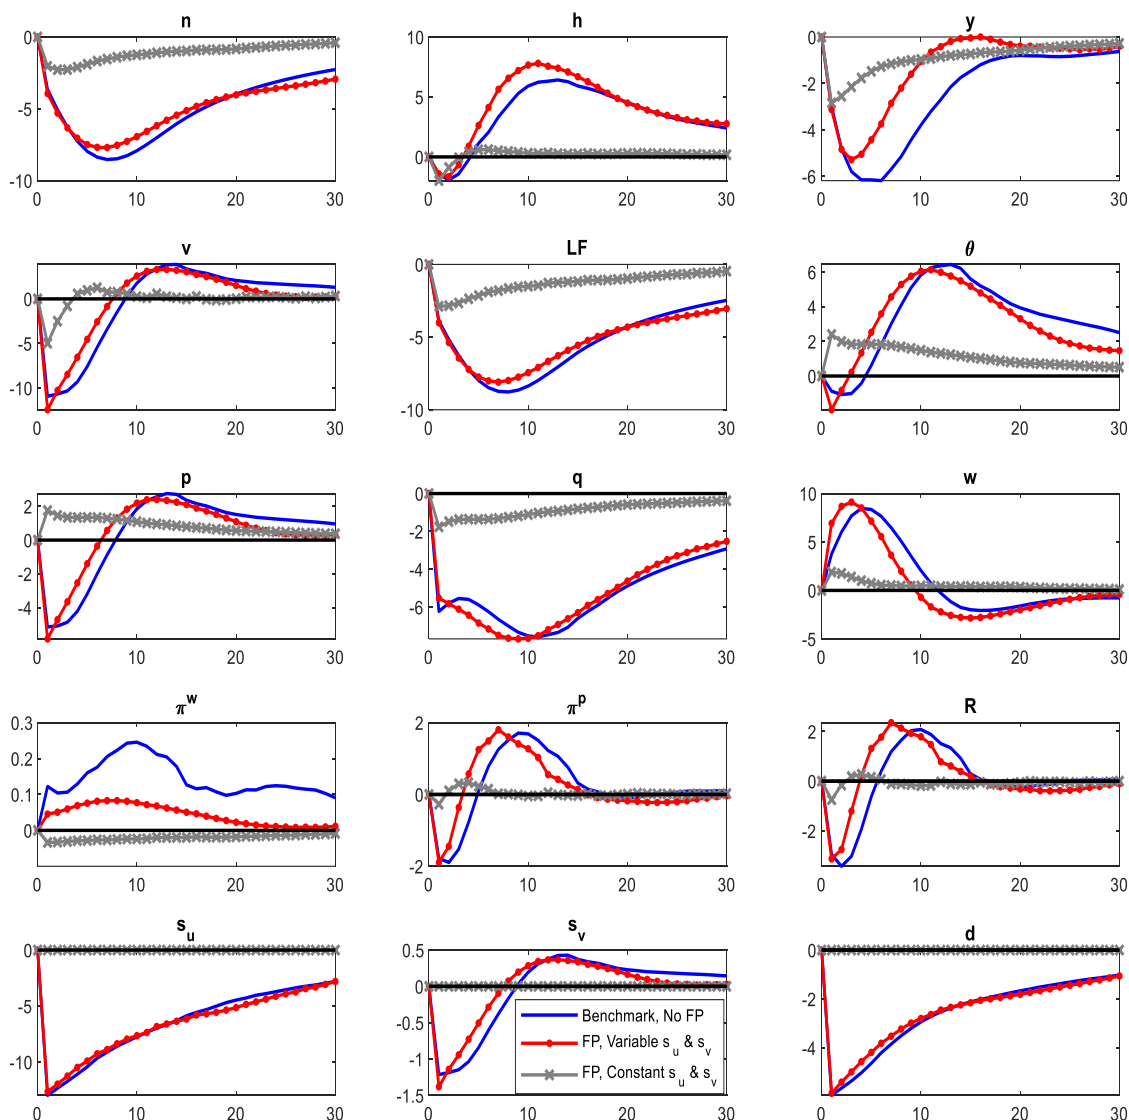 n h y
0 -5 -10 0 10 20 30
10 5 0 0 10 20 30
0 -2 -4 -6 0 10 20 30
v LF θ
0 -5 -10 0 10 20 30
0 -5 -10 0 10 20 30
6 4 2 0 0 10 20 30
p q w
2 0 -2 -4 0 10 20 30
0 -2 -4 -6 0 10 20 30
10 5 0 -5 0 10 20 30
π^w π^p R
0.3 0.2 0.1 0 0 10 20 30
2 0 -2 0 10 20 30
2 0 -2 0 10 20 30
s_u s_v d
0 -5 -10 0 10 20 30
0.5 0 -0.5 -1 -1.5 0 10 20 30
Benchmark, No FP
FP, Variable s_u & s_v
FP, Constant s_u & s_v
0 -2 -4 0 10 20 30